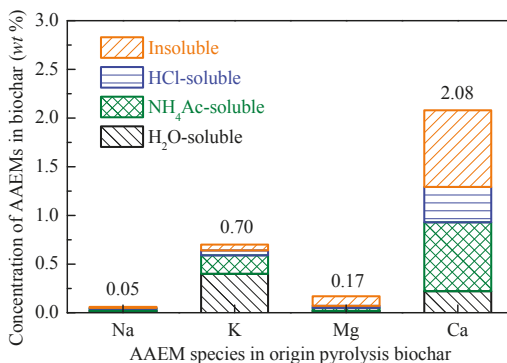 Concentration of AAEMs in biochar (wt %)
3.0
2.5
2.0
1.5
1.0
0.5
0.0
Insoluble
HCl-soluble
NH₄Ac-soluble
H₂O-soluble
0.05
0.70
0.17
2.08
Na
K
Mg
Ca
AAEM species in origin pyrolysis biochar